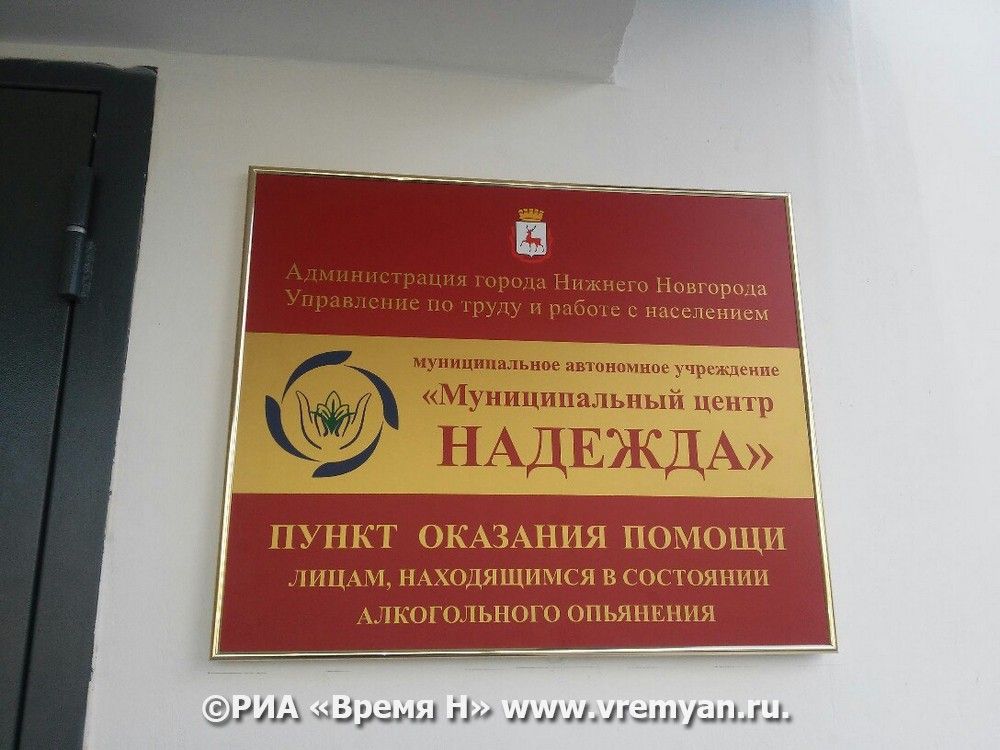 Администрация города Нижнего Новгорода
Управление по труду и работе с населением
муниципальное автономное учреждение
«Муниципальный центр
НАДЕЖДА»
ПУНКТ ОКАЗАНИЯ ПОМОЩИ
ЛИЦАМ, НАХОДЯЩИМСЯ В СОСТОЯНИИ
АЛКОГОЛЬНОГО ОПЬЯНЕНИЯ
©РИА «Время Н» www.vremyan.ru.